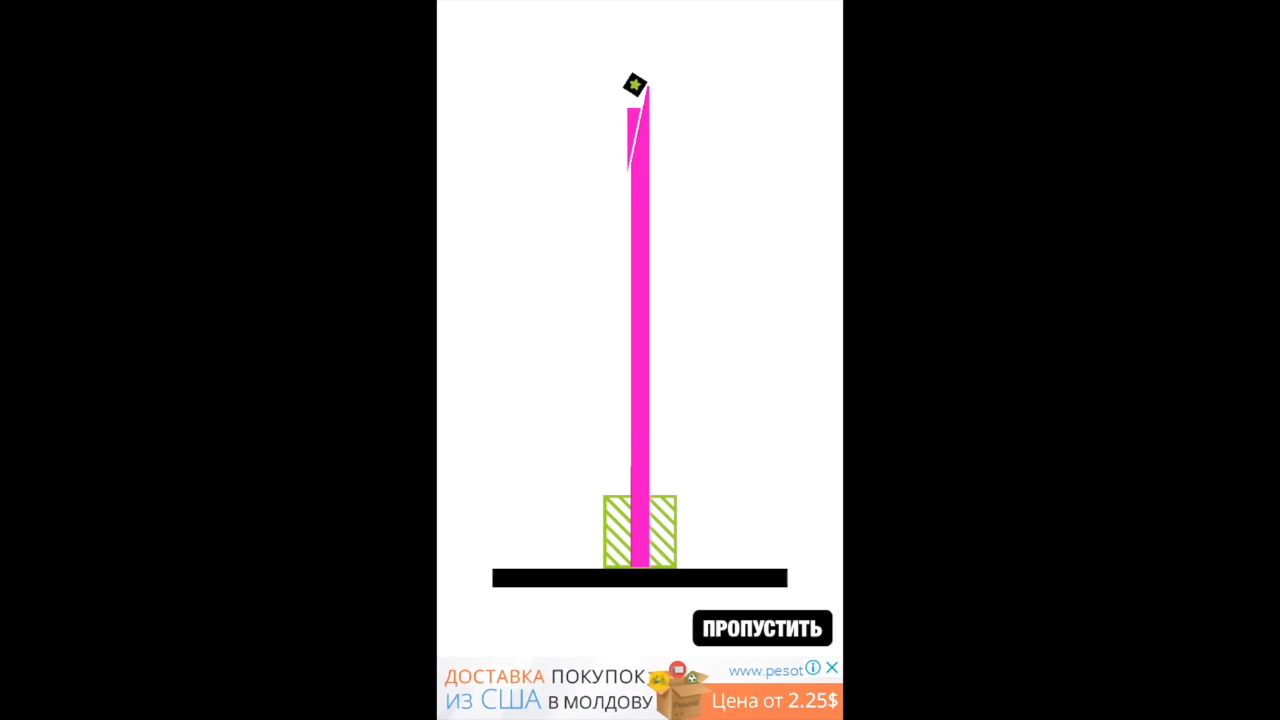 ПРОПУСТИТЬ
ДОСТАВКА ПОКУПОК
ИЗ США В МОЛДОВУ
www.pesot
Цена от 2.25$